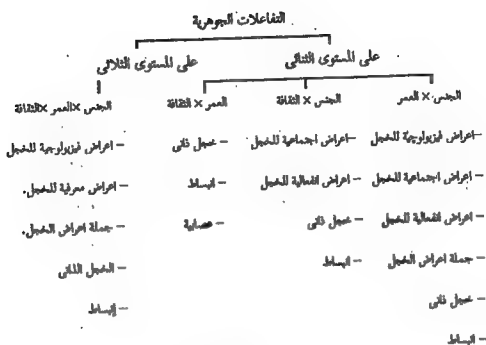 التفاعلات الجوهرية
على المستوى الثنائى
على المستوى الثلاثى
الجنس × العمر
الجنس × الثقافة
العمر × الثقافة
الجنس × العمر × الثقافة
– اعراض فيزيولوجية للخجل
– اعراض اجتماعية للخجل
– خجل ذاتى
– اعراض فيزيولوجية للخجل
– اعراض اجتماعية للخجل
– اعراض انفعالية للخجل
– انبساط
– اعراض معرفية للخجل.
– اعراض انفعالية للخجل
– خجل ذاتى
– عصابية
– جملة اعراض الخجل.
– جملة اعراض الخجل
– انبساط
– الخجل الذاتى
– خجل ذاتى
– إنبساط
– انبساط